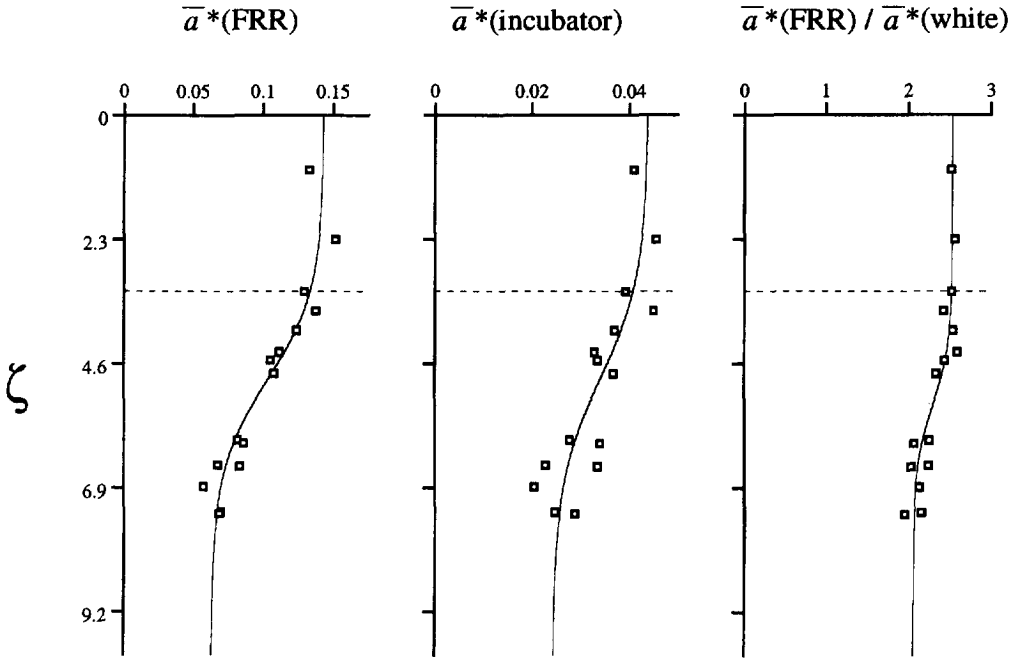 a̅*(FRR) a̅*(incubator) a̅*(FRR) / a̅*(white)
0 0.05 0.1 0.15 0 0.02 0.04 0 1 2 3
0
2.3
4.6
ζ
6.9
9.2